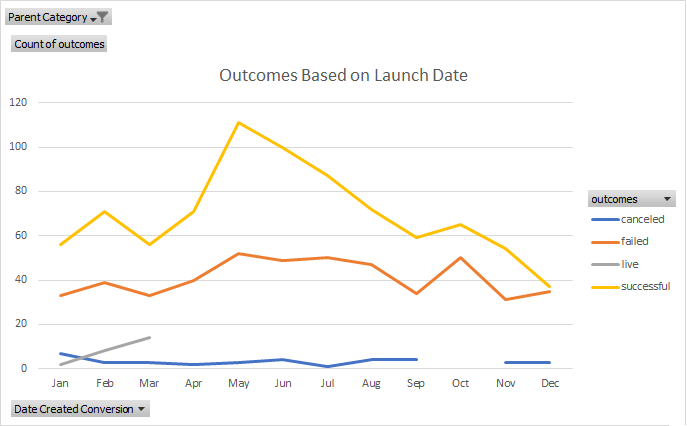 Parent Category
Count of outcomes
Outcomes Based on Launch Date
120
100
80
60
40
20
0
Jan Feb Mar Apr May Jun Jul Aug Sep Oct Nov Dec
outcomes
canceled
failed
live
successful
Date Created Conversion